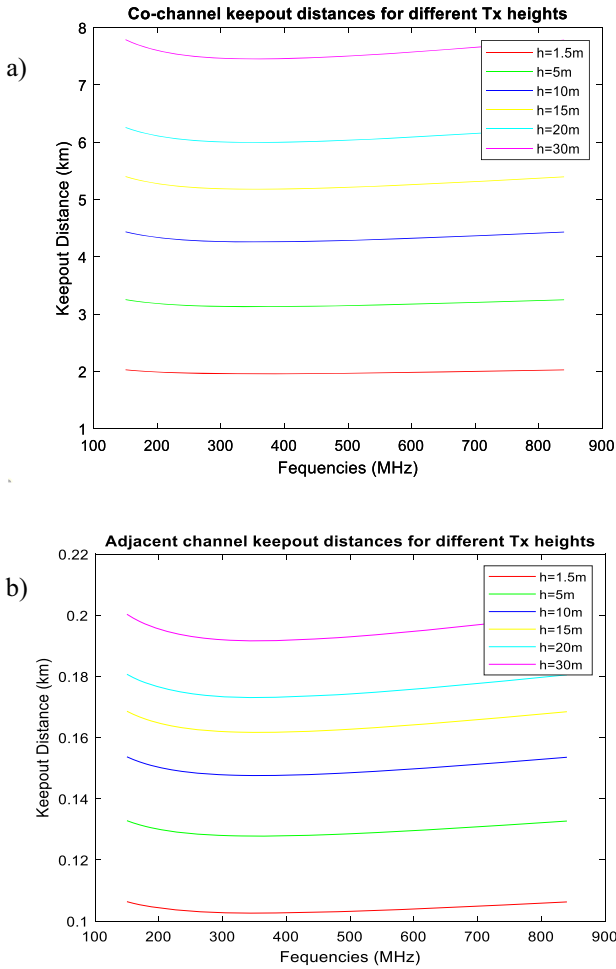 Co-channel keepout distances for different Tx heights
a)
8
7
6
5
4
3
2
1
Keepout Distance (km)
h=1.5m
h=5m
h=10m
h=15m
h=20m
h=30m
100 200 300 400 500 600 700 800 900
Fequencies (MHz)
Adjacent channel keepout distances for different Tx heights
b)
0.22
0.2
0.18
0.16
0.14
0.12
0.1
Keepout Distance (km)
h=1.5m
h=5m
h=10m
h=15m
h=20m
h=30m
100 200 300 400 500 600 700 800 900
Fequencies (MHz)